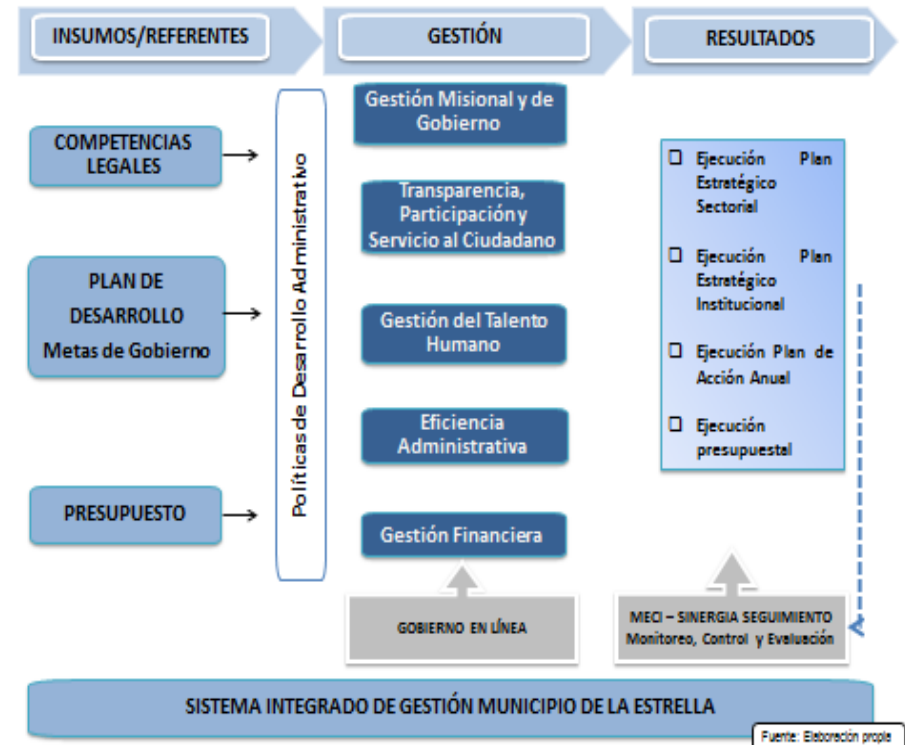 INSUMOS/REFERENTES
GESTIÓN
RESULTADOS
COMPETENCIAS
LEGALES
PLAN DE
DESARROLLO
Metas de Gobierno
PRESUPUESTO
Políticas de Desarrollo Administrativo
Gestión Misional y de
Gobierno
Transparencia,
Participación y
Servicio al Ciudadano
Gestión del Talento
Humano
Eficiencia
Administrativa
Gestión Financiera
GOBIERNO EN LÍNEA
Ejecución Plan
Estratégico
Sectorial
Ejecución Plan
Estratégico
Institucional
Ejecución Plan de
Acción Anual
Ejecución
presupuestal
MECI – SINERGIA SEGUIMIENTO
Monitoreo, Control y Evaluación
SISTEMA INTEGRADO DE GESTIÓN MUNICIPIO DE LA ESTRELLA
Fuente: Elaboración propia